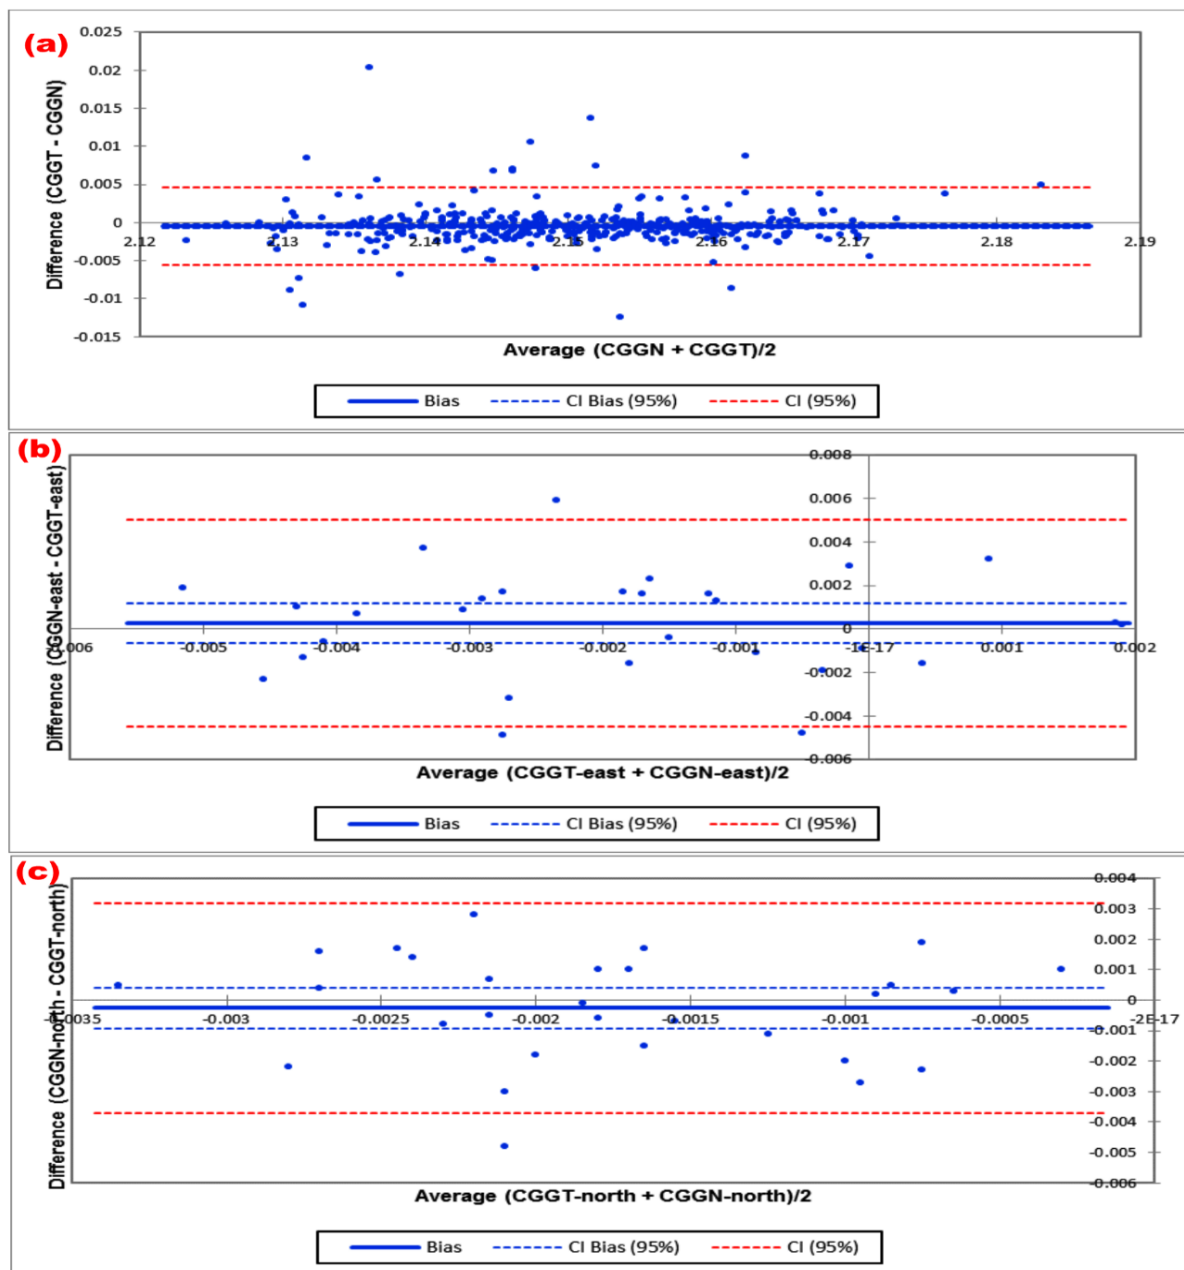 (a)
Difference (CGGT - CGGN)
0.025
0.02
0.015
0.01
0.005
0
-0.005
-0.01
-0.015
2.12 2.13 2.14 2.15 2.16 2.17 2.18 2.19
Average (CGGN + CGGT)/2
Bias CI Bias (95%) CI (95%)
(b)
Difference (CGGN-east - CGGT-east)
0.008
0.006
0.004
0.002
0
-0.002
-0.004
-0.006
-0.006 -0.005 -0.004 -0.003 -0.002 -0.001 -1E-17 0.001 0.002
Average (CGGT-east + CGGN-east)/2
Bias CI Bias (95%) CI (95%)
(c)
Difference (CGGN-north - CGGT-north)
0.004
0.003
0.002
0.001
0
-0.001
-0.002
-0.003
-0.004
-0.005
-0.006
-0.0035 -0.003 -0.0025 -0.002 -0.0015 -0.001 -0.0005 -2E-17
Average (CGGT-north + CGGN-north)/2
Bias CI Bias (95%) CI (95%)